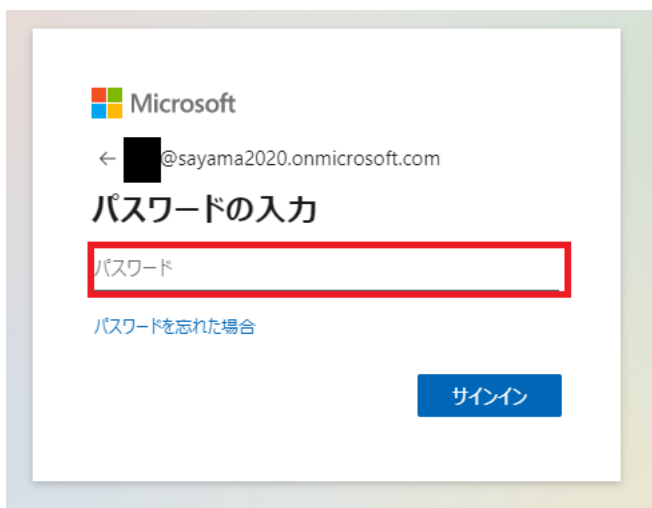 Microsoft
← @sayama2020.onmicrosoft.com
パスワードの入力
パスワード
パスワードを忘れた場合
サインイン